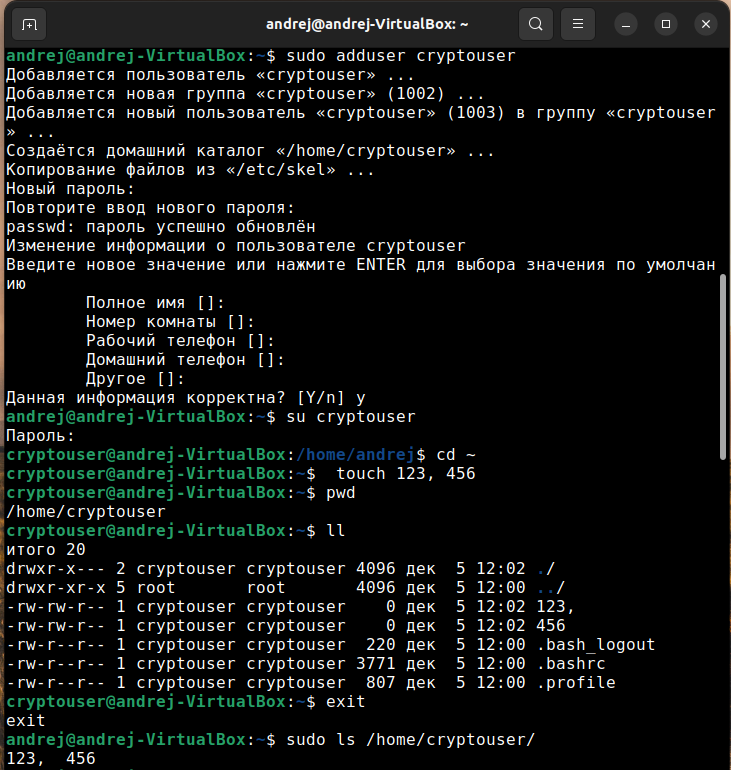 andrej@andrej-VirtualBox: ~
andrej@andrej-VirtualBox:~$ sudo adduser cryptouser
Добавляется пользователь «cryptouser» ...
Добавляется новая группа «cryptouser» (1002) ...
Добавляется новый пользователь «cryptouser» (1003) в группу «cryptouser
» ...
Создаётся домашний каталог «/home/cryptouser» ...
Копирование файлов из «/etc/skel» ...
Новый пароль:
Повторите ввод нового пароля:
passwd: пароль успешно обновлён
Изменение информации о пользователе cryptouser
Введите новое значение или нажмите ENTER для выбора значения по умолчан
ию
        Полное имя []:
        Номер комнаты []:
        Рабочий телефон []:
        Домашний телефон []:
        Другое []:
Данная информация корректна? [Y/n] y
andrej@andrej-VirtualBox:~$ su cryptouser
Пароль:
cryptouser@andrej-VirtualBox:/home/andrej$ cd ~
cryptouser@andrej-VirtualBox:~$  touch 123, 456
cryptouser@andrej-VirtualBox:~$ pwd
/home/cryptouser
cryptouser@andrej-VirtualBox:~$ ll
итого 20
drwxr-x--- 2 cryptouser cryptouser 4096 дек  5 12:02 ./
drwxr-xr-x 5 root       root       4096 дек  5 12:00 ../
-rw-rw-r-- 1 cryptouser cryptouser    0 дек  5 12:02 123,
-rw-rw-r-- 1 cryptouser cryptouser    0 дек  5 12:02 456
-rw-r--r-- 1 cryptouser cryptouser  220 дек  5 12:00 .bash_logout
-rw-r--r-- 1 cryptouser cryptouser 3771 дек  5 12:00 .bashrc
-rw-r--r-- 1 cryptouser cryptouser  807 дек  5 12:00 .profile
cryptouser@andrej-VirtualBox:~$ exit
exit
andrej@andrej-VirtualBox:~$ sudo ls /home/cryptouser/
123,  456